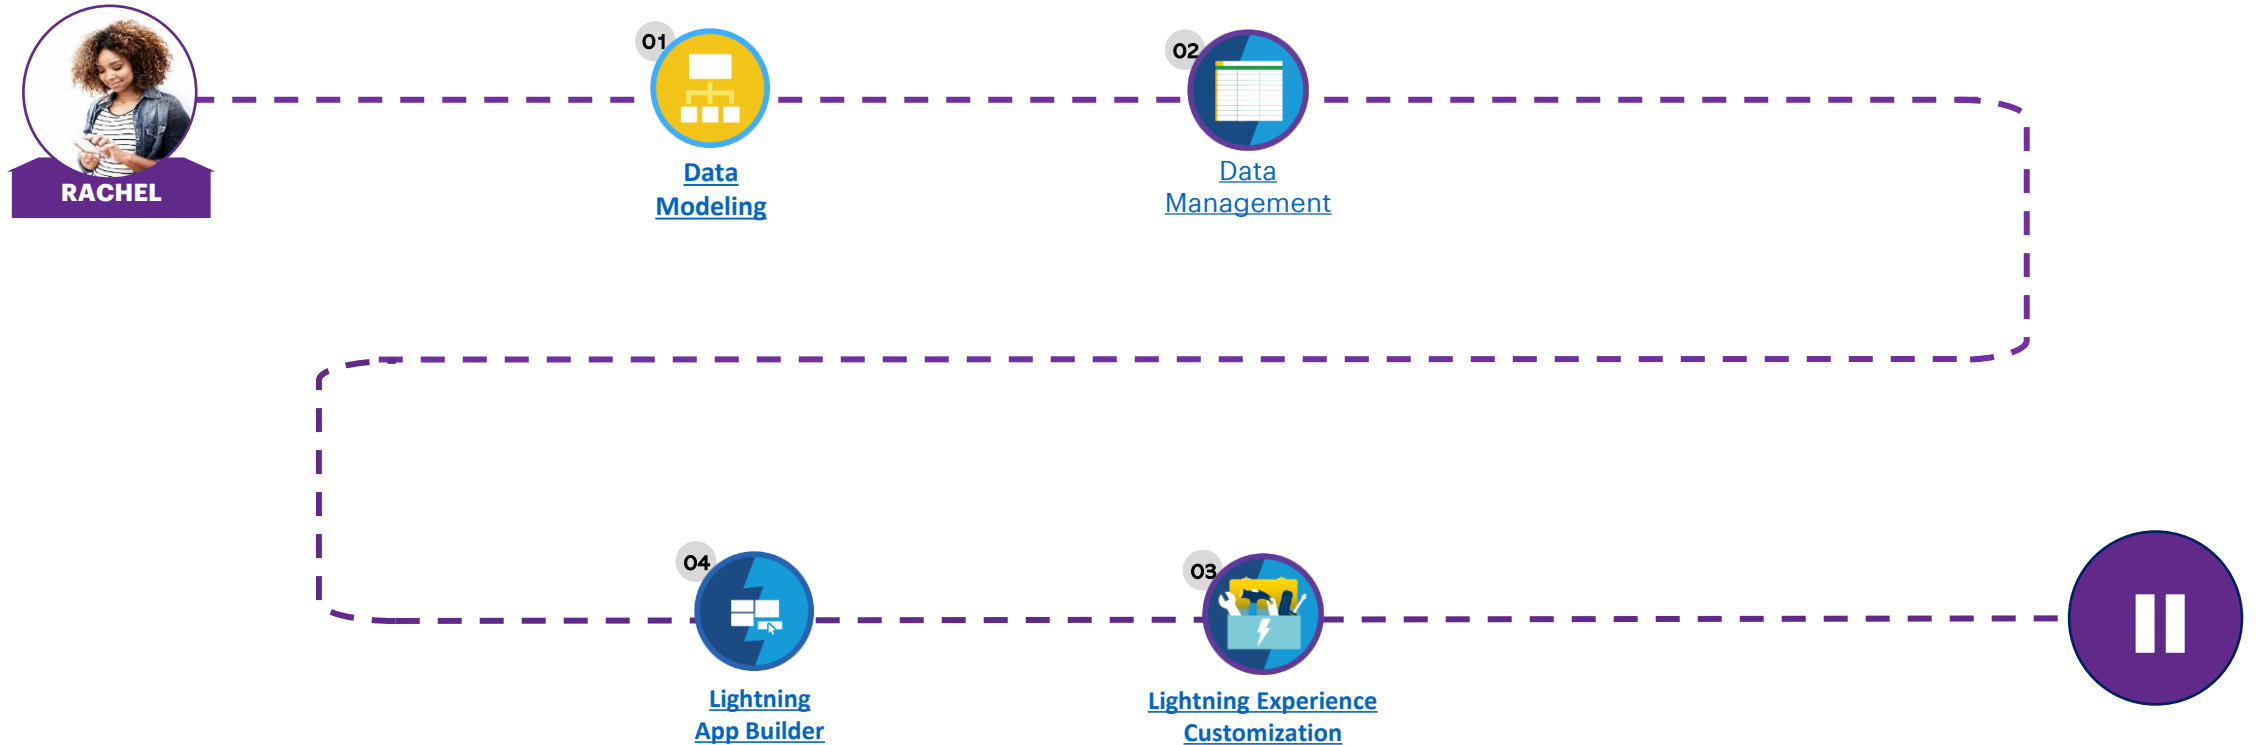 RACHEL
01
Data
Modeling
02
Data
Management
04
Lightning
App Builder
03
Lightning Experience
Customization